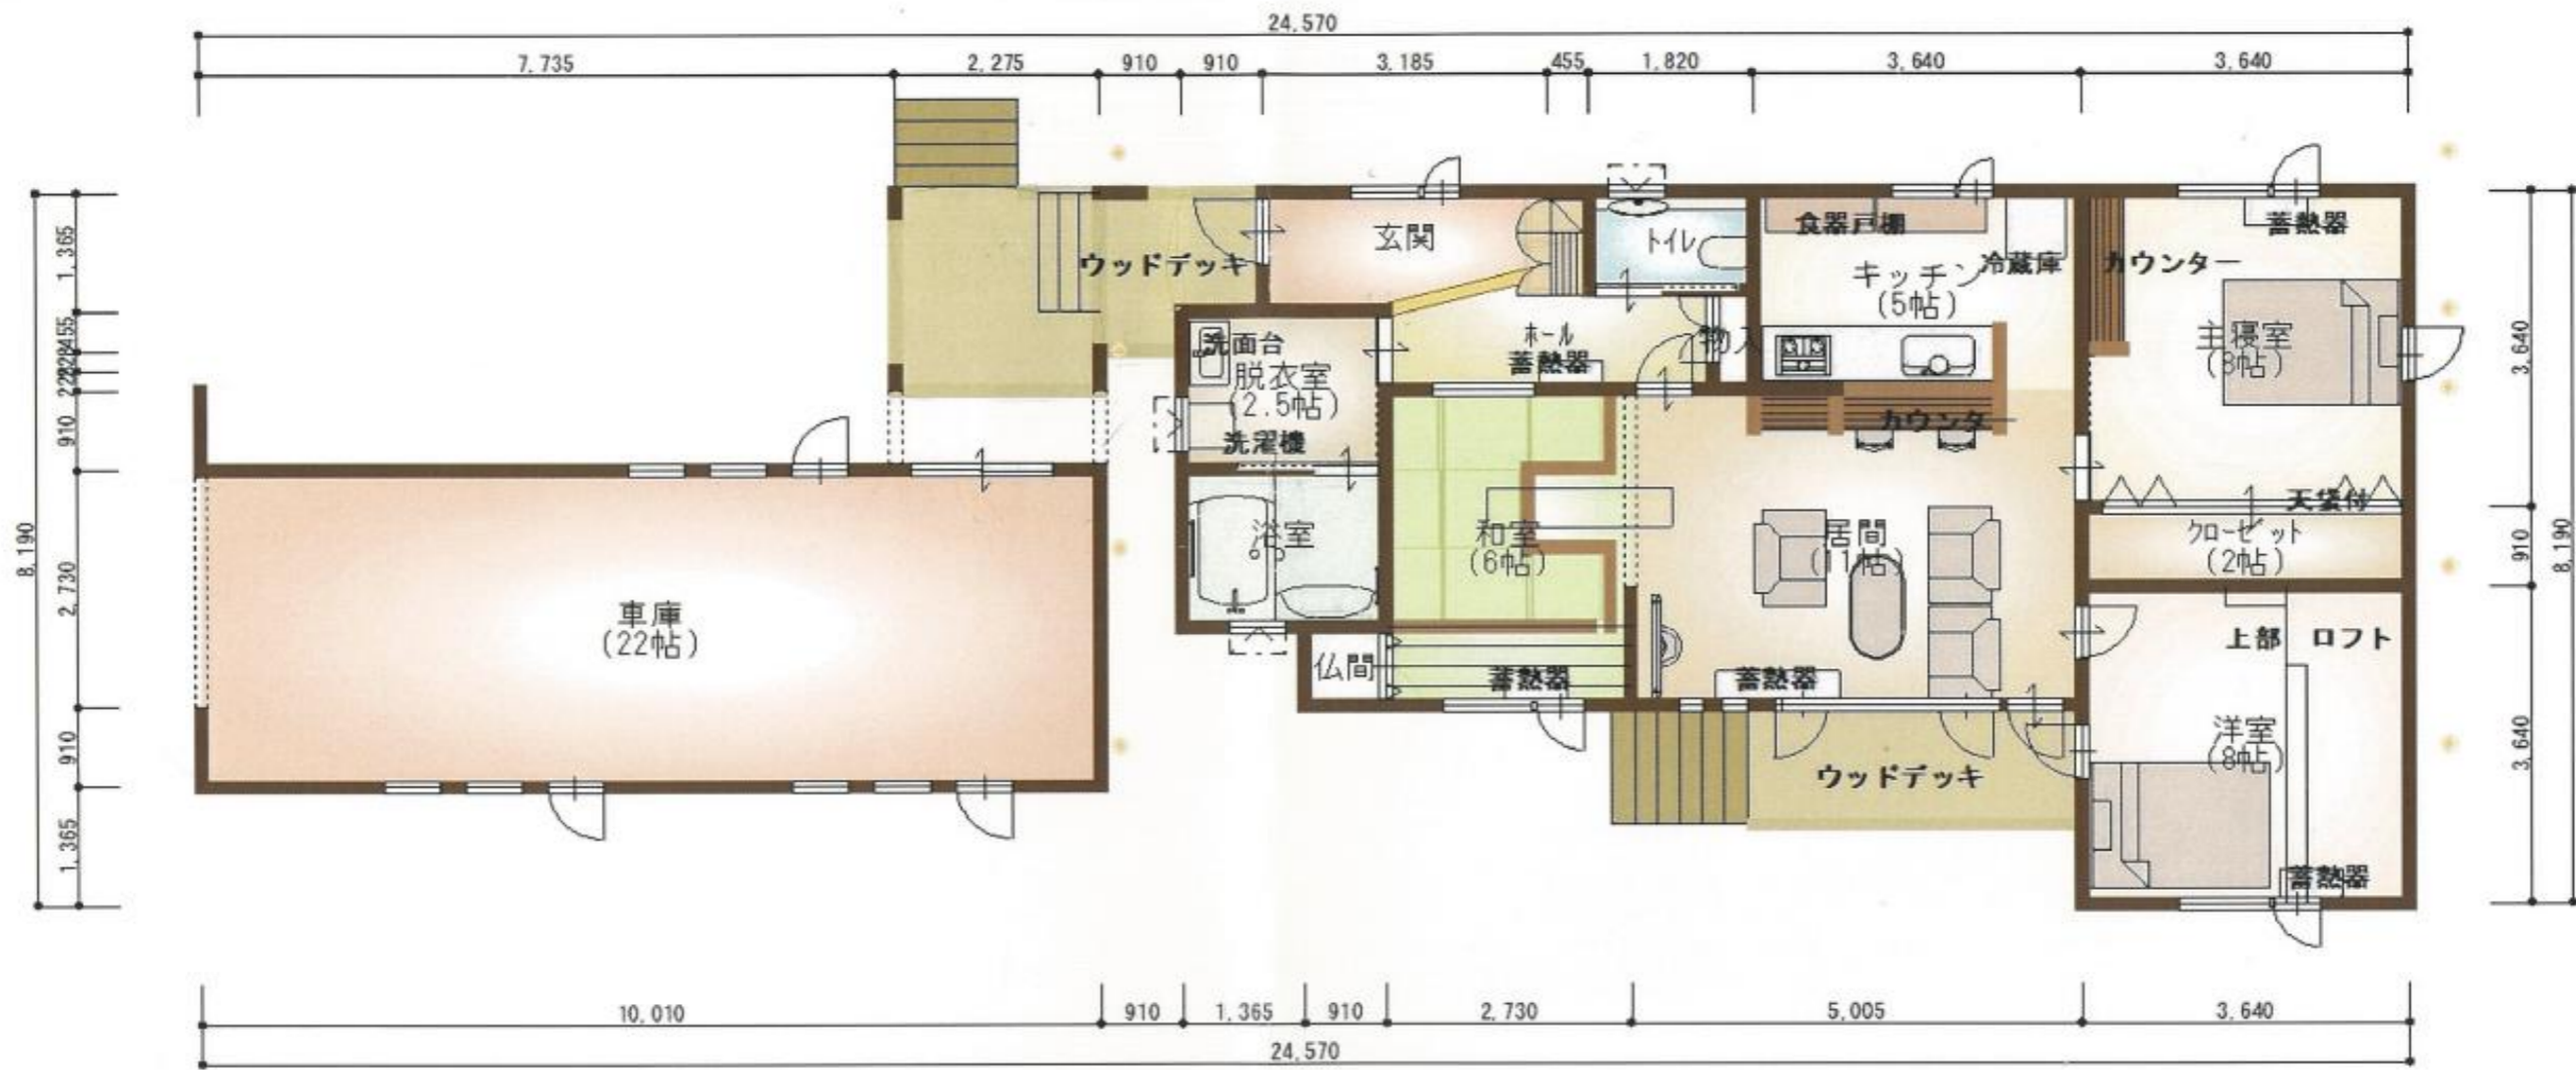 24,570
7,735
2,275
910
910
3,185
455
1,820
3,640
3,640
8,190
1,365
455
228
228
910
2,730
910
1,365
ウッドデッキ
玄関
トイレ
食器戸棚
冷蔵庫
キッチン
(5帖)
カウンター
蓄熱器
主寝室
(8帖)
洗面台
脱衣室
(2.5帖)
洗濯機
ホール
蓄熱器
物入
カウンター
天袋付
クローゼット
(2帖)
浴室
和室
(6帖)
居間
(11帖)
車庫
(22帖)
仏間
蓄熱器
蓄熱器
上部 ロフト
洋室
(8帖)
ウッドデッキ
蓄熱器
3,640
910
3,640
8,190
10,010
910
1,365
910
2,730
5,005
3,640
24,570